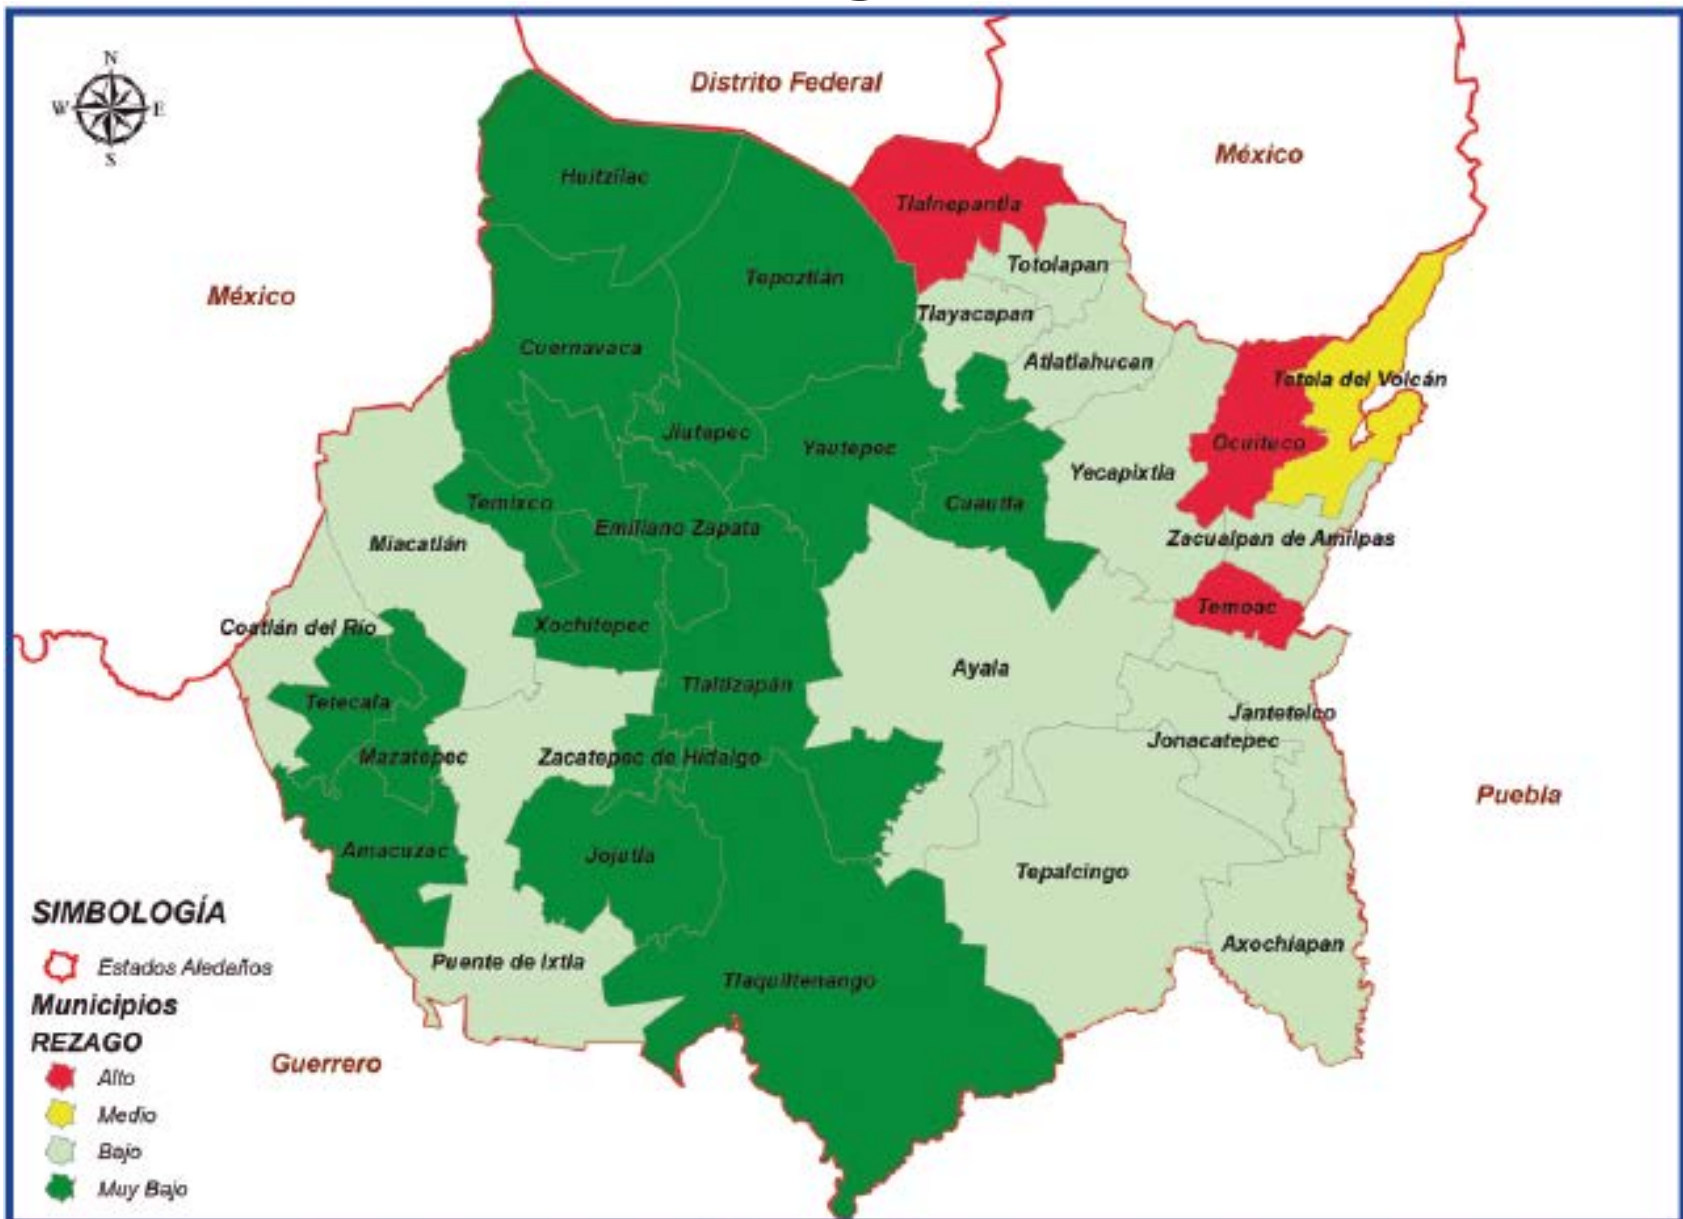 N
W E
S
Distrito Federal
México
México
Huitzilac
Tlalnepantla
Tepoztlán
Totolapan
Tlayacapan
Cuernavaca
Atlatlahucan
Tetela del Volcán
Jiutepec
Yautepec
Ocuituco
Yecapixtla
Temixco
Cuautla
Emiliano Zapata
Miacatlán
Zacualpan de Amilpas
Temoac
Coatlán del Río
Xochitepec
Ayala
Tlaltizapán
Tetecala
Jantetelco
Jonacatepec
Mazatepec
Zacatepec de Hidalgo
Puebla
Amacuzac
Jojutla
Tepalcingo
Axochiapan
Puente de Ixtla
Tlaquiltenango
Guerrero
SIMBOLOGÍA
Estados Aledaños
Municipios
REZAGO
Alto
Medio
Bajo
Muy Bajo